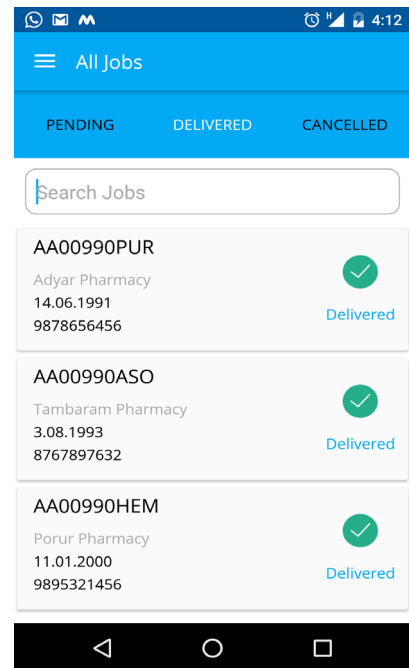 H 4:12
All Jobs
PENDING DELIVERED CANCELLED
Search Jobs
AA00990PUR
Adyar Pharmacy
14.06.1991
9878656456
Delivered
AA00990ASO
Tambaram Pharmacy
3.08.1993
8767897632
Delivered
AA00990HEM
Porur Pharmacy
11.01.2000
9895321456
Delivered